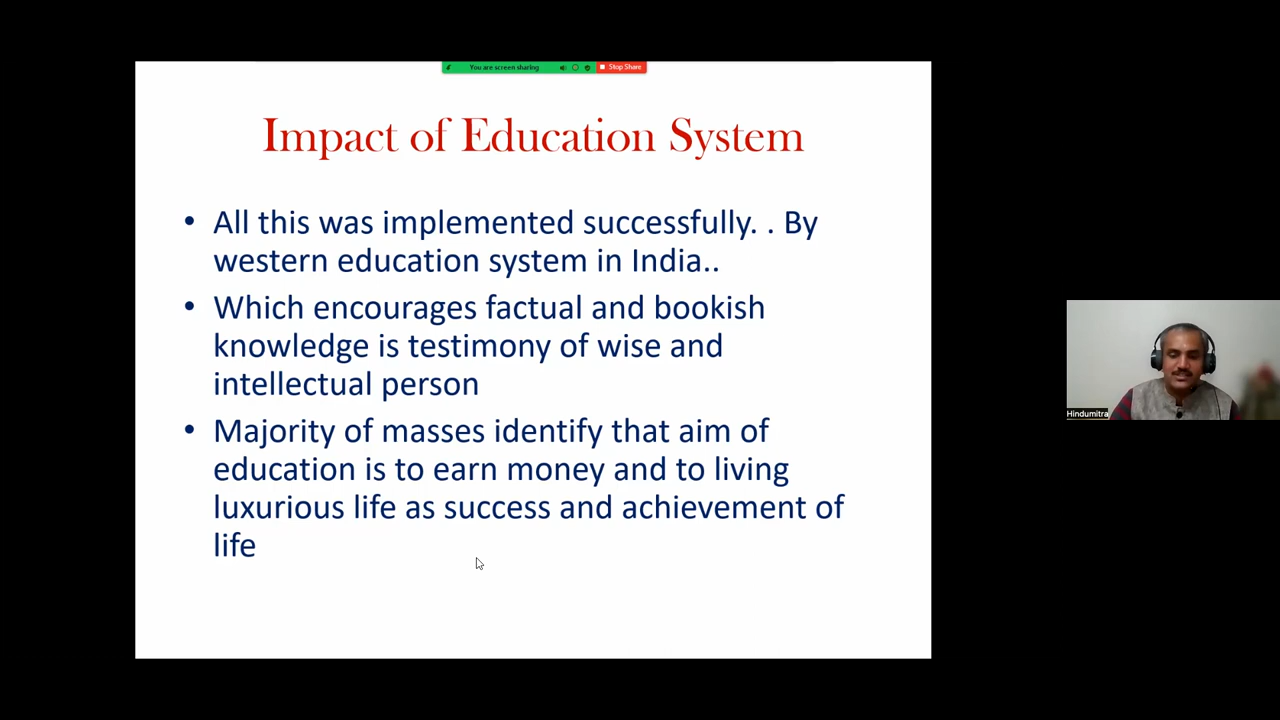 You are screen sharing
Stop Share
Impact of Education System
• All this was implemented successfully. . By
western education system in India..
• Which encourages factual and bookish
knowledge is testimony of wise and
intellectual person
• Majority of masses identify that aim of
education is to earn money and to living
luxurious life as success and achievement of
life
Hindumitra